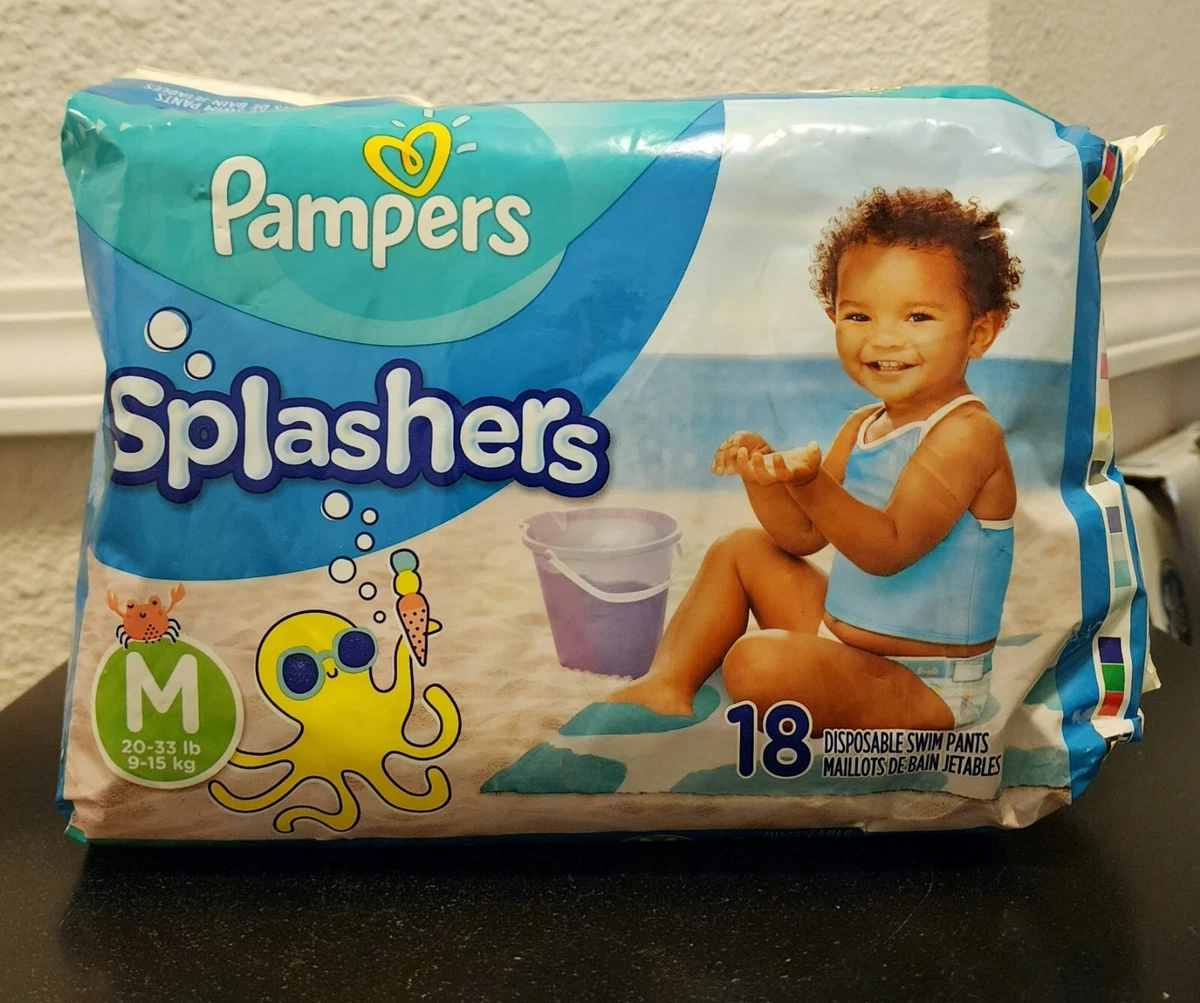 Pampers
Splashers
M
20-33 lb
9-15 kg
18
DISPOSABLE SWIM PANTS
MAILLOTS DE BAIN JETABLES